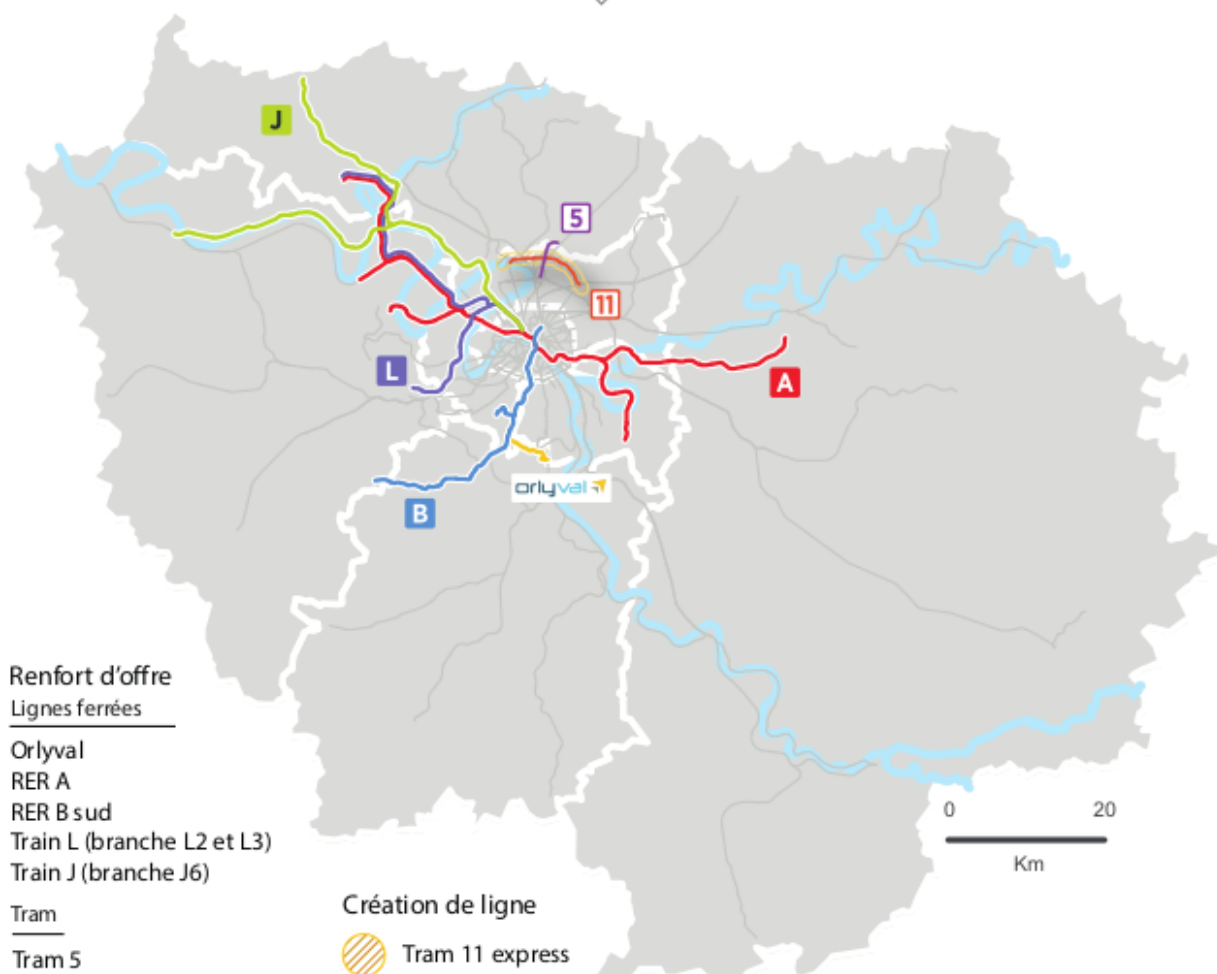 J
5
11
L
A
orlyval
B
Renfort d'offre
Lignes ferrées
Orlyval
RER A
RER B sud
Train L (branche L2 et L3)
Train J (branche J6)
Tram
Tram 5
Création de ligne
Tram 11 express
0 20
Km